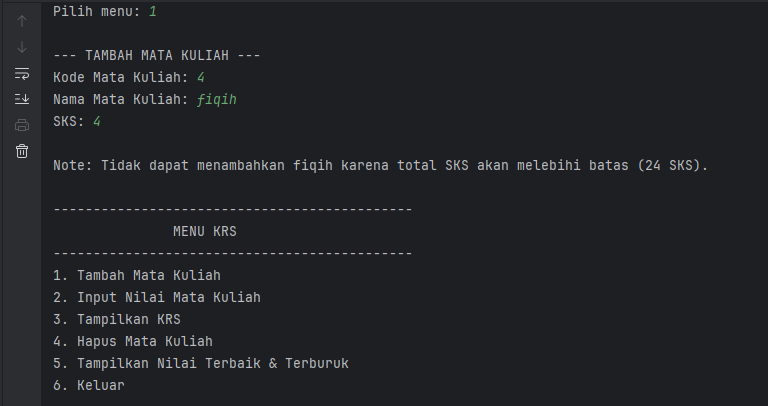 Pilih menu: 1
--- TAMBAH MATA KULIAH ---
Kode Mata Kuliah: 4
Nama Mata Kuliah: fiqih
SKS: 4
Note: Tidak dapat menambahkan fiqih karena total SKS akan melebihi batas (24 SKS).
---------------------------------------------
MENU KRS
---------------------------------------------
1. Tambah Mata Kuliah
2. Input Nilai Mata Kuliah
3. Tampilkan KRS
4. Hapus Mata Kuliah
5. Tampilkan Nilai Terbaik & Terburuk
6. Keluar